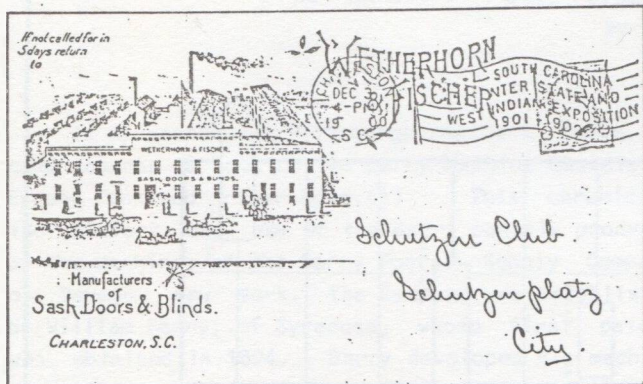 If not called for in
5 days return
to
WETHERHORN
& FISCHER
CHARLESTON
DEC 3
4-PM
1900
S.C.
SOUTH CAROLINA
INTER STATE AND
WEST INDIAN EXPOSITION
1901-1902
WETHERHORN & FISCHER.
SASH, DOORS & BLINDS.
Manufacturers
of
Sash, Doors & Blinds.
CHARLESTON, S.C.
Schutzen Club.
Schutzenplatz
City.